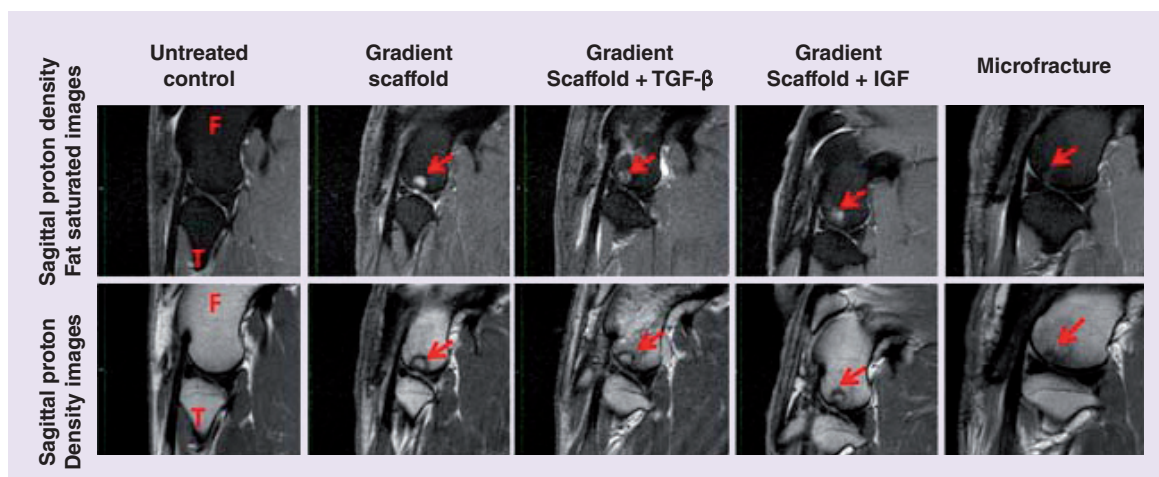 Untreated
control
Gradient
scaffold
Gradient
Scaffold + TGF-β
Gradient
Scaffold + IGF
Microfracture
Sagittal proton density
Fat saturated images
F
T
Sagittal proton
Density images
F
T